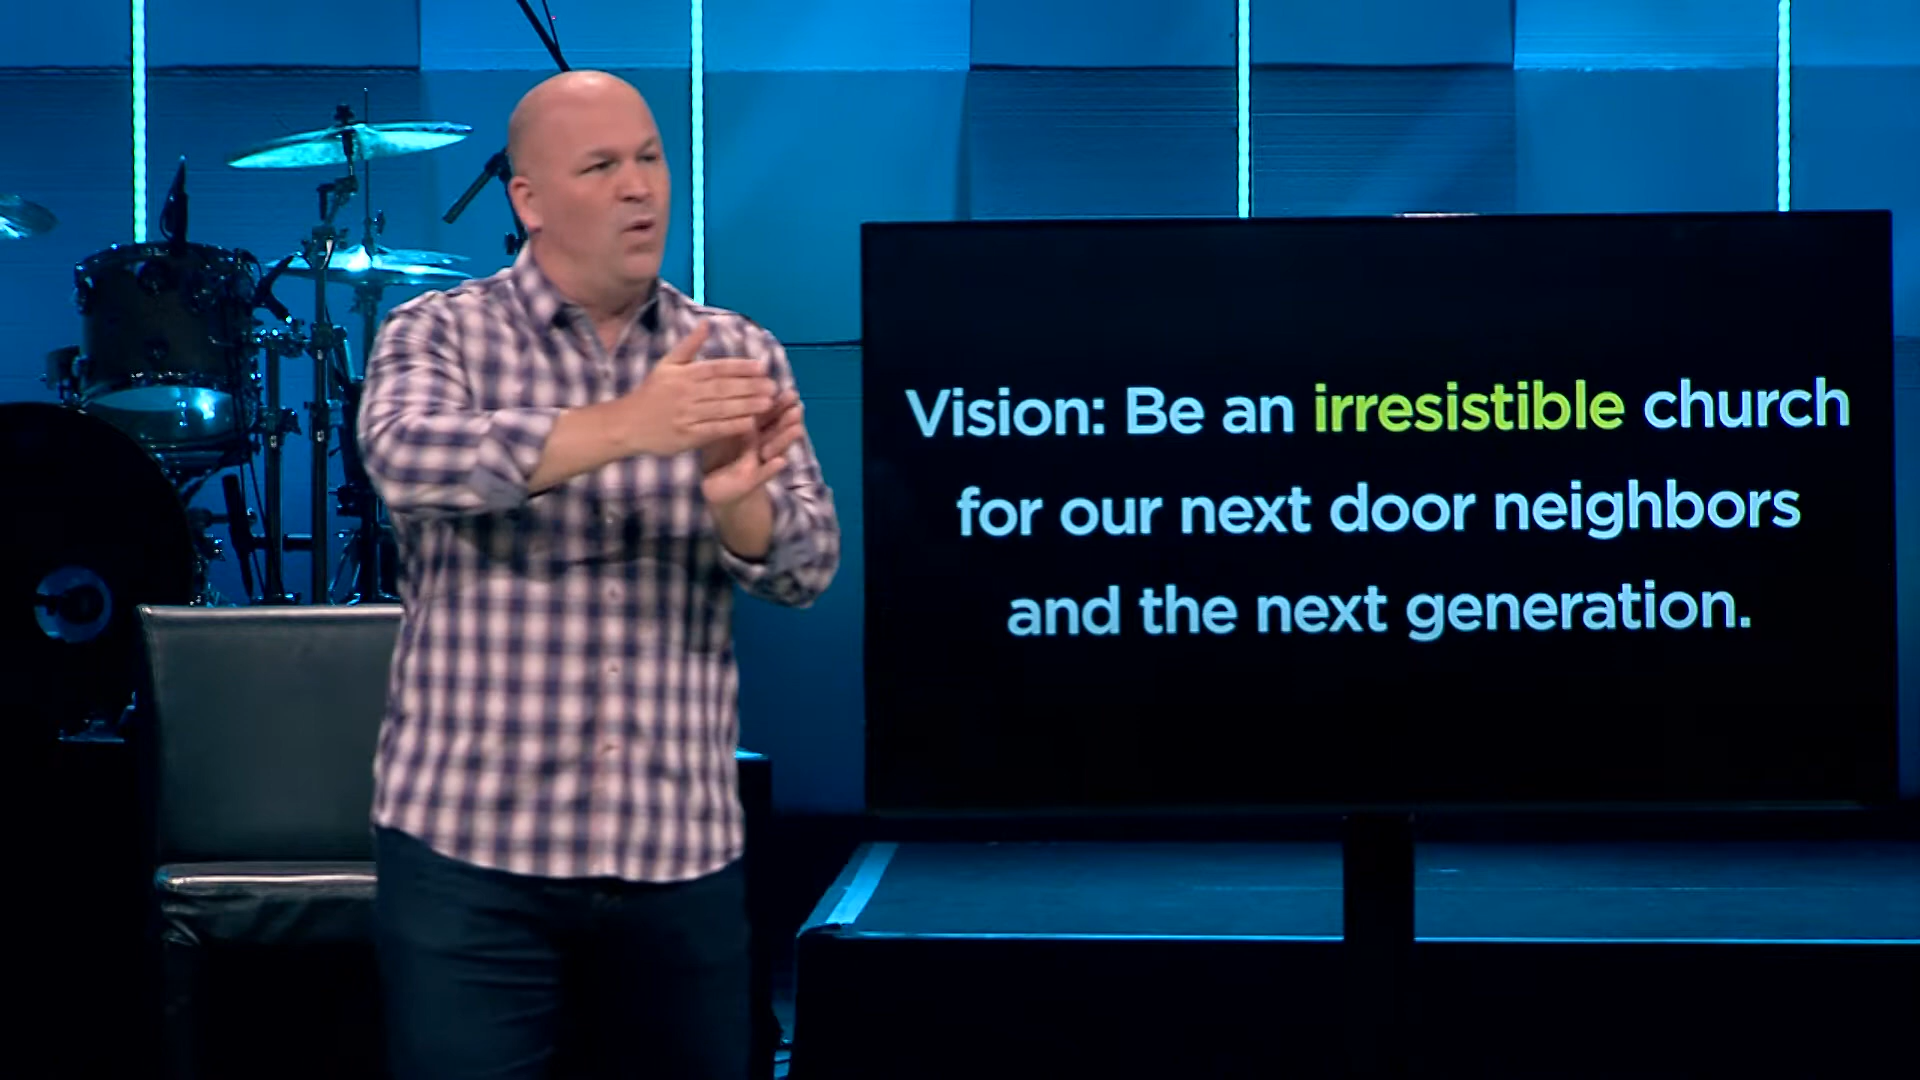 Vision: Be an irresistible church
for our next door neighbors
and the next generation.